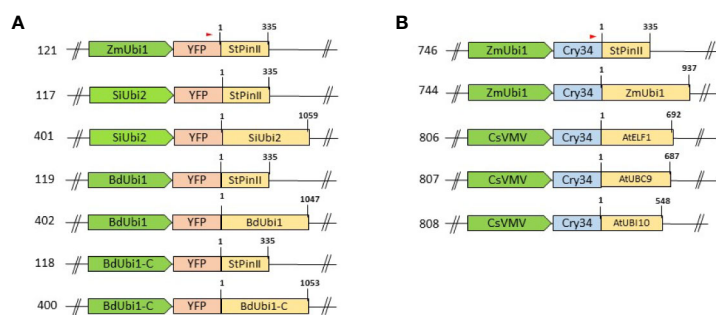 A
1 335
121 ZmUbi1 YFP StPinII
1 335
117 SiUbi2 YFP StPinII
1 1059
401 SiUbi2 YFP SiUbi2
1 335
119 BdUbi1 YFP StPinII
1 1047
402 BdUbi1 YFP BdUbi1
1 335
118 BdUbi1-C YFP StPinII
1 1053
400 BdUbi1-C YFP BdUbi1-C
B
1 335
746 ZmUbi1 Cry34 StPinII
1 937
744 ZmUbi1 Cry34 ZmUbi1
1 692
806 CsVMV Cry34 AtELF1
1 687
807 CsVMV Cry34 AtUBC9
1 548
808 CsVMV Cry34 AtUBI10